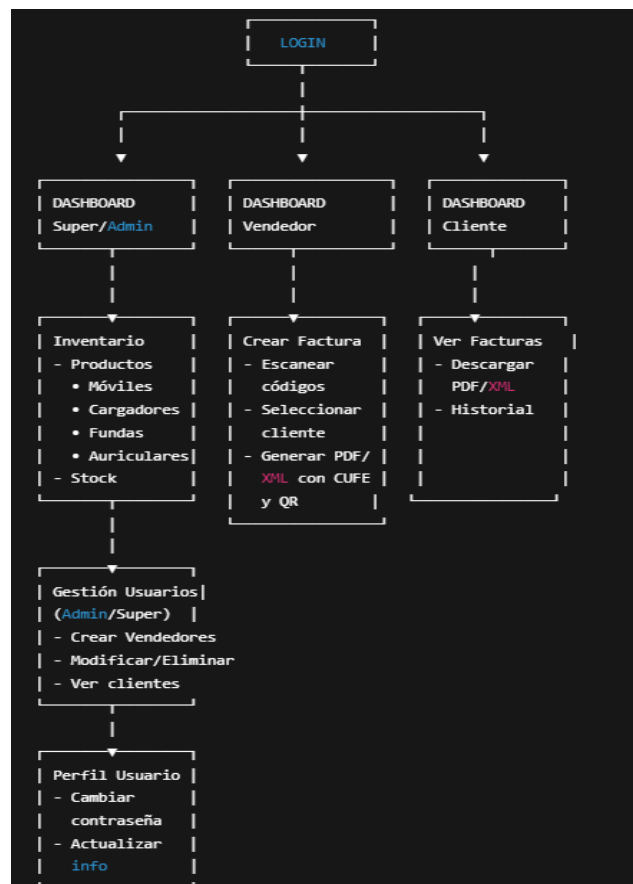 LOGIN
DASHBOARD
Super/Admin
DASHBOARD
Vendedor
DASHBOARD
Cliente
Inventario
- Productos
• Móviles
• Cargadores
• Fundas
• Auriculares
- Stock
Crear Factura
- Escanear
códigos
- Seleccionar
cliente
- Generar PDF/
XML con CUFE
y QR
Ver Facturas
- Descargar
PDF/XML
- Historial
Gestión Usuarios
(Admin/Super)
- Crear Vendedores
- Modificar/Eliminar
- Ver clientes
Perfil Usuario
- Cambiar
contraseña
- Actualizar
info